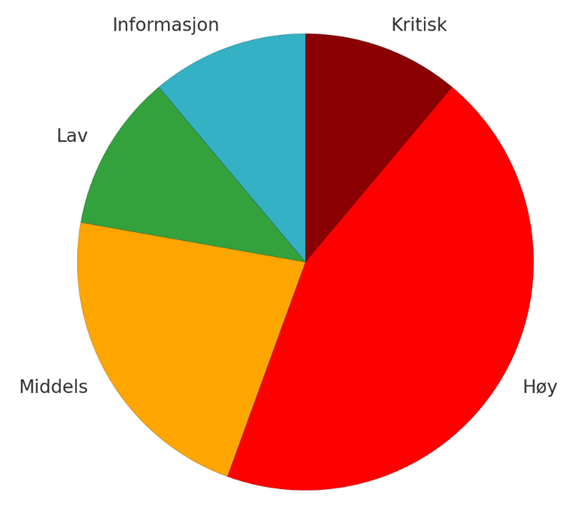 Informasjon
Kritisk
Lav
Middels
Høy